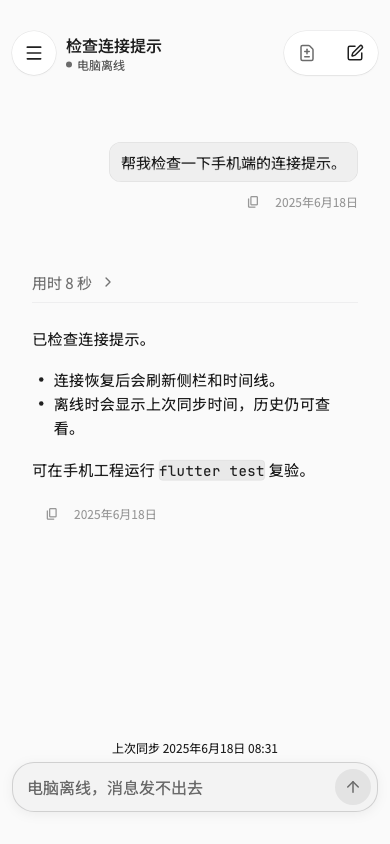 检查连接提示
电脑离线
帮我检查一下手机端的连接提示。
2025年6月18日
用时 8 秒
已检查连接提示。
• 连接恢复后会刷新侧栏和时间线。
• 离线时会显示上次同步时间，历史仍可查
看。
可在手机工程运行 flutter test 复验。
2025年6月18日
上次同步 2025年6月18日 08:31
电脑离线，消息发不出去